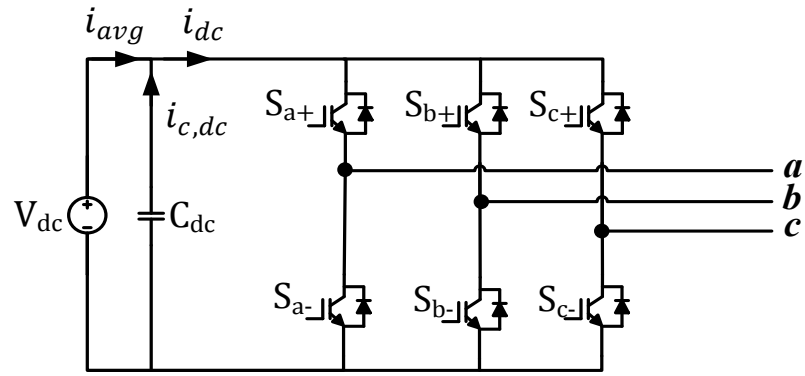 i_avg i_dc
S_a+ S_b+ S_c+
i_c,dc
a
b
V_dc C_dc c
+
-
S_a- S_b- S_c-